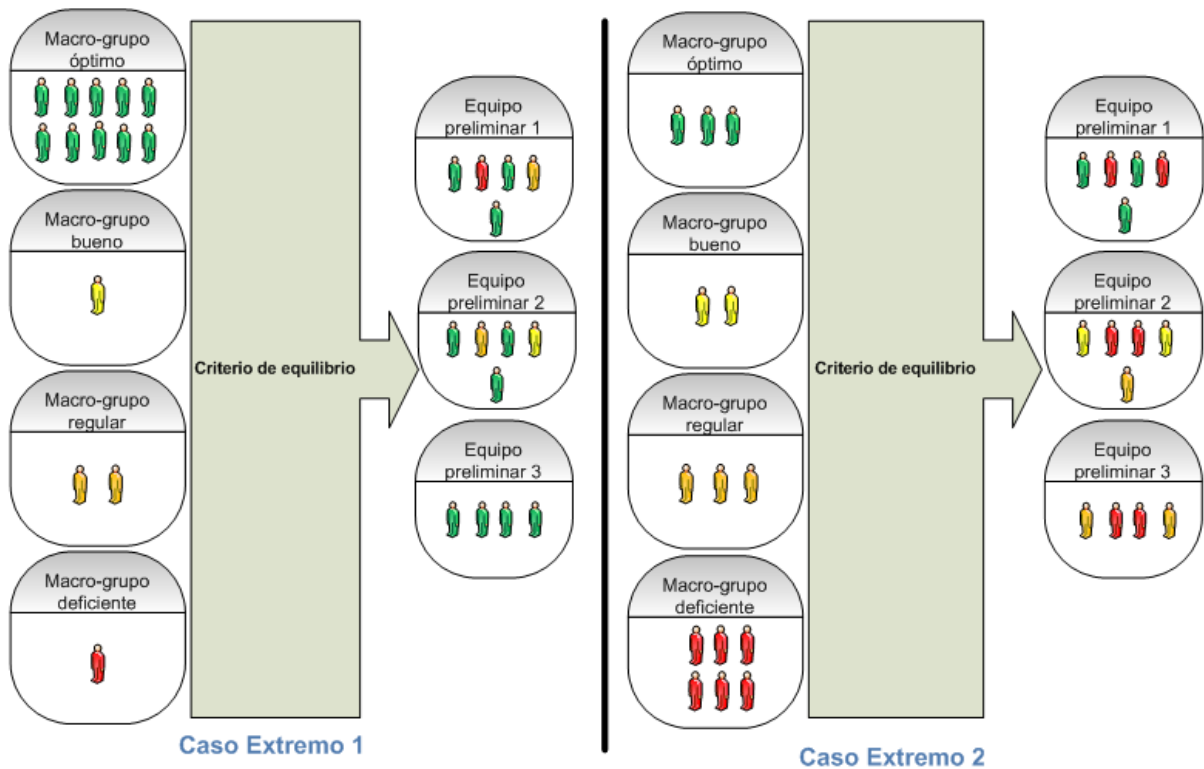 Macro-grupo
óptimo
Macro-grupo
bueno
Macro-grupo
regular
Macro-grupo
deficiente
Criterio de equilibrio
Equipo
preliminar 1
Equipo
preliminar 2
Equipo
preliminar 3
Caso Extremo 1
Macro-grupo
óptimo
Macro-grupo
bueno
Macro-grupo
regular
Macro-grupo
deficiente
Criterio de equilibrio
Equipo
preliminar 1
Equipo
preliminar 2
Equipo
preliminar 3
Caso Extremo 2